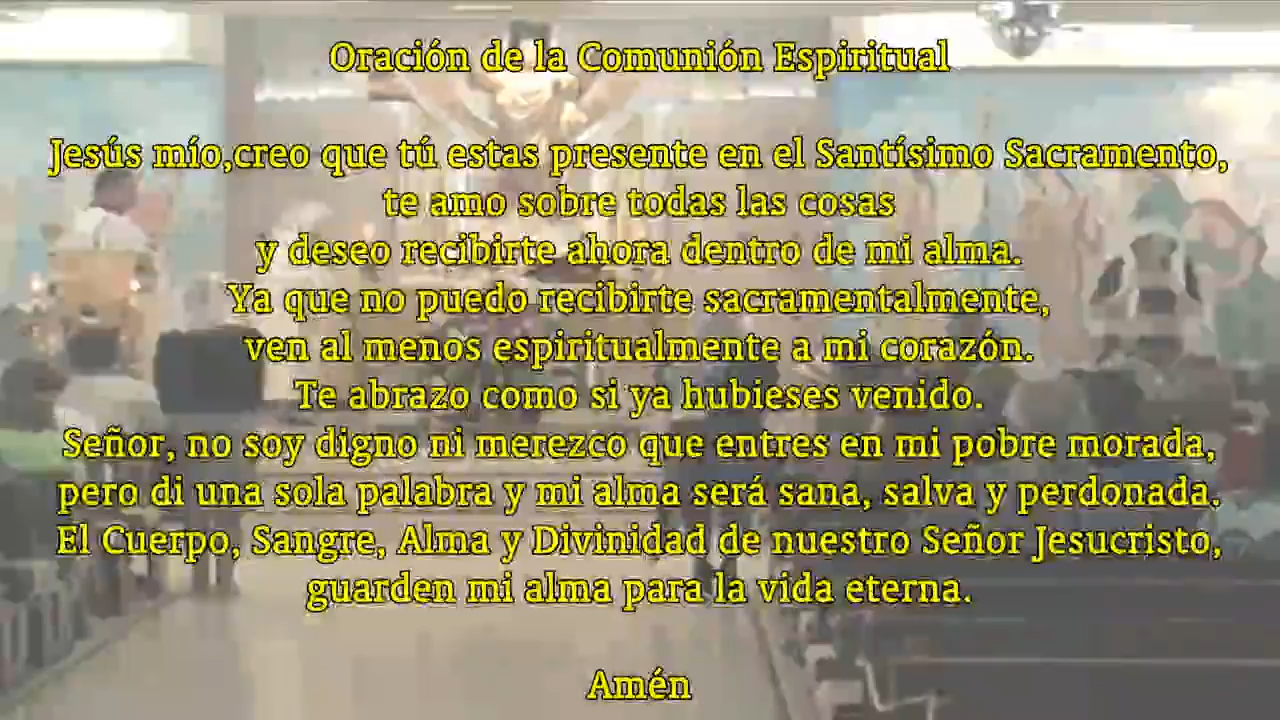 Oración de la Comunión Espiritual
Jesús mío,creo que tú estas presente en el Santísimo Sacramento,
te amo sobre todas las cosas
y deseo recibirte ahora dentro de mi alma.
Ya que no puedo recibirte sacramentalmente,
ven al menos espiritualmente a mi corazón.
Te abrazo como si ya hubieses venido.
Señor, no soy digno ni merezco que entres en mi pobre morada,
pero di una sola palabra y mi alma será sana, salva y perdonada.
El Cuerpo, Sangre, Alma y Divinidad de nuestro Señor Jesucristo,
guarden mi alma para la vida eterna.
Amén